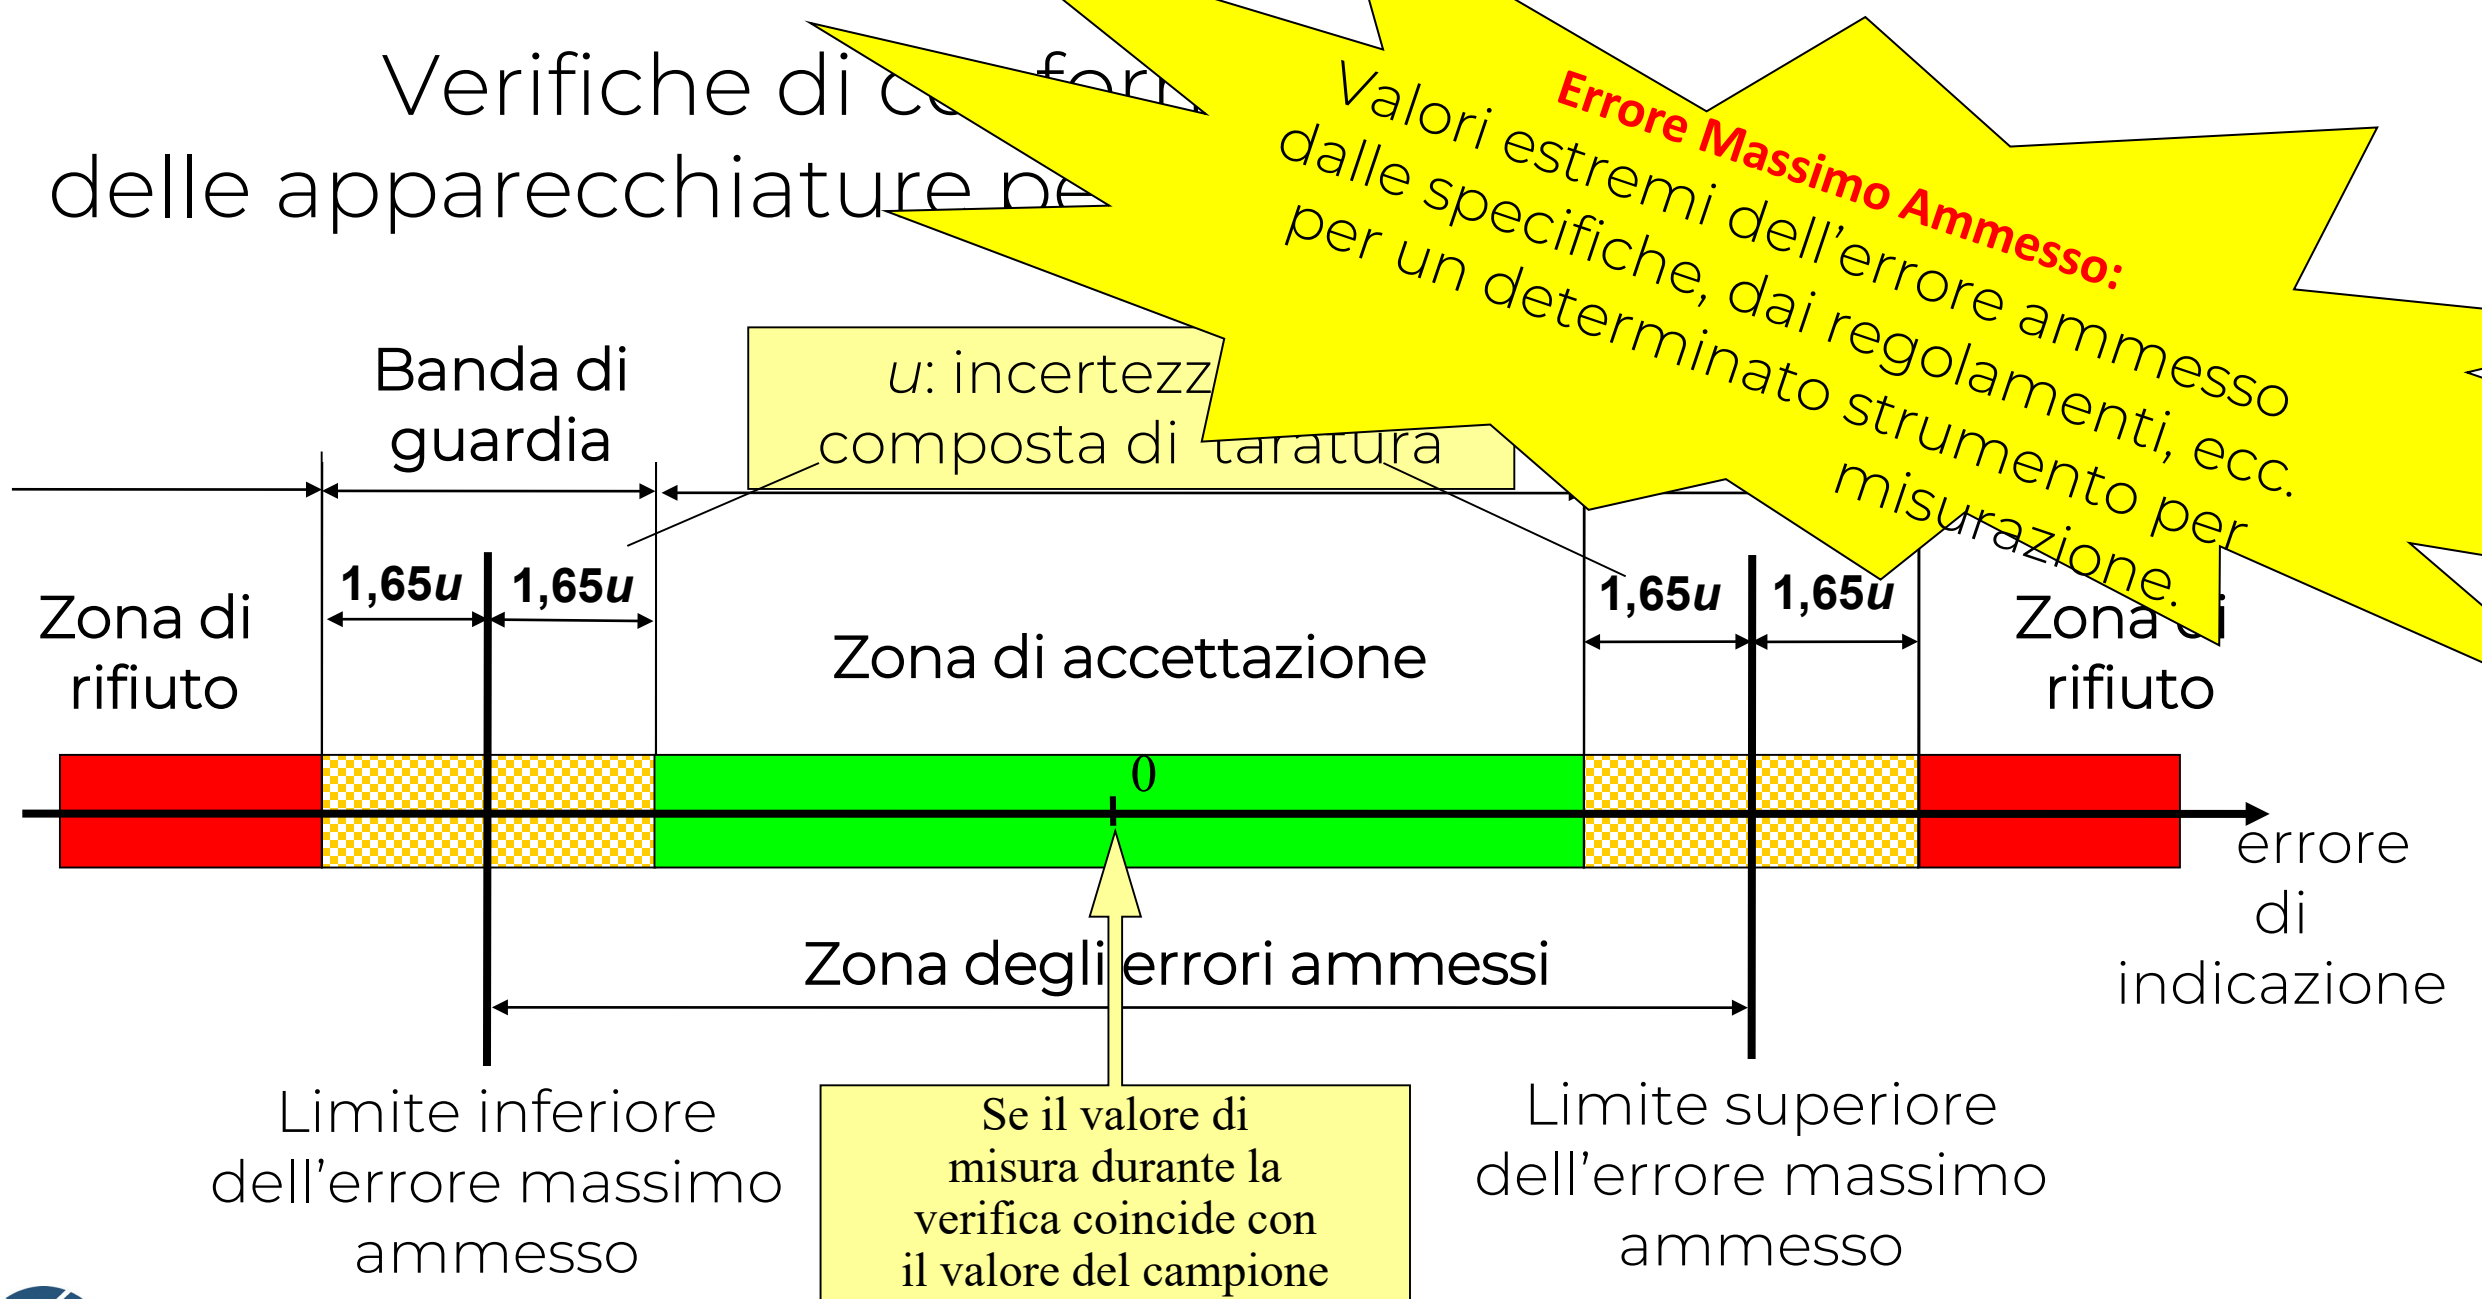 Verifiche di
delle apparecchiature
Errore Massimo Ammesso:
Valori estremi dell'errore ammesso
dalle specifiche, dai regolamenti, ecc.
per un determinato strumento per
misurazione.
Banda di
guardia
u: incertezz
composta di taratura
1,65u 1,65u
1,65u 1,65u
Zona di
rifiuto
Zona di accettazione
Zona di
rifiuto
0
errore
di
indicazione
Zona degli errori ammessi
Limite inferiore
dell'errore massimo
ammesso
Se il valore di
misura durante la
verifica coincide con
il valore del campione
Limite superiore
dell'errore massimo
ammesso